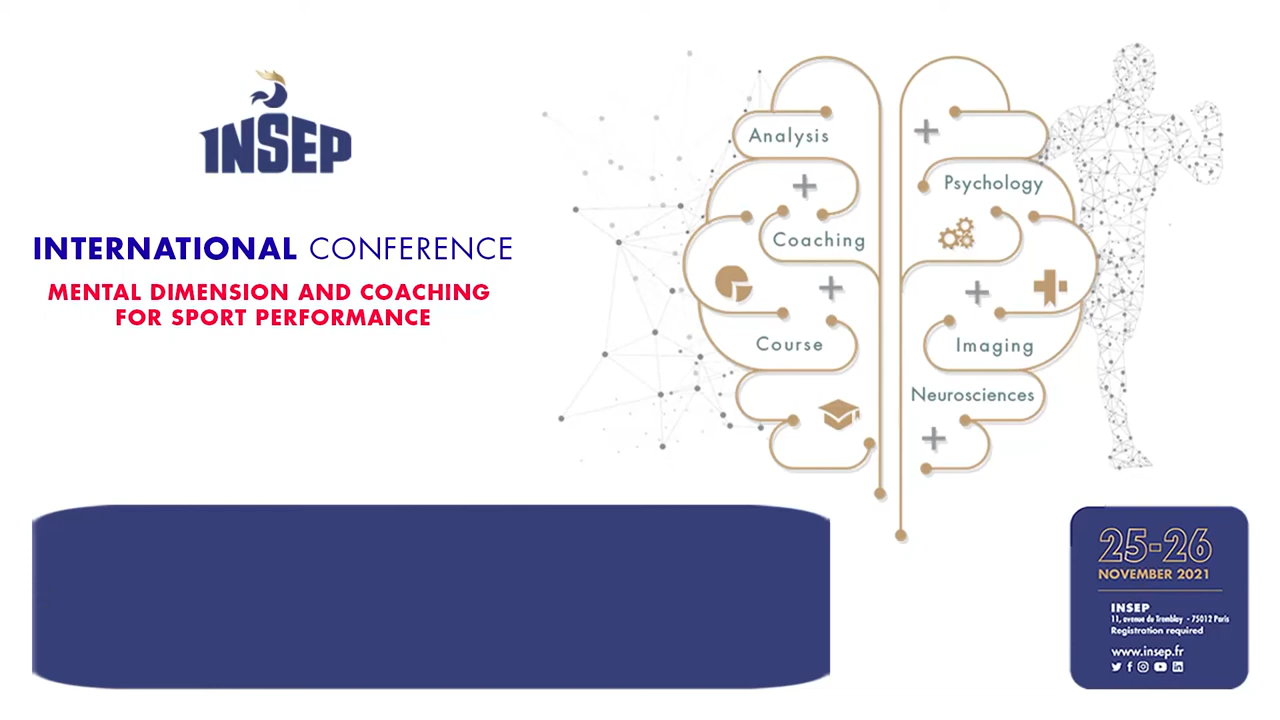 INSEP
INTERNATIONAL CONFERENCE
MENTAL DIMENSION AND COACHING
FOR SPORT PERFORMANCE
Analysis
Psychology
Coaching
Course
Imaging
Neurosciences
25-26
NOVEMBER 2021
INSEP
11, avenue du Tremblay - 75012 Paris
Registration required
www.insep.fr